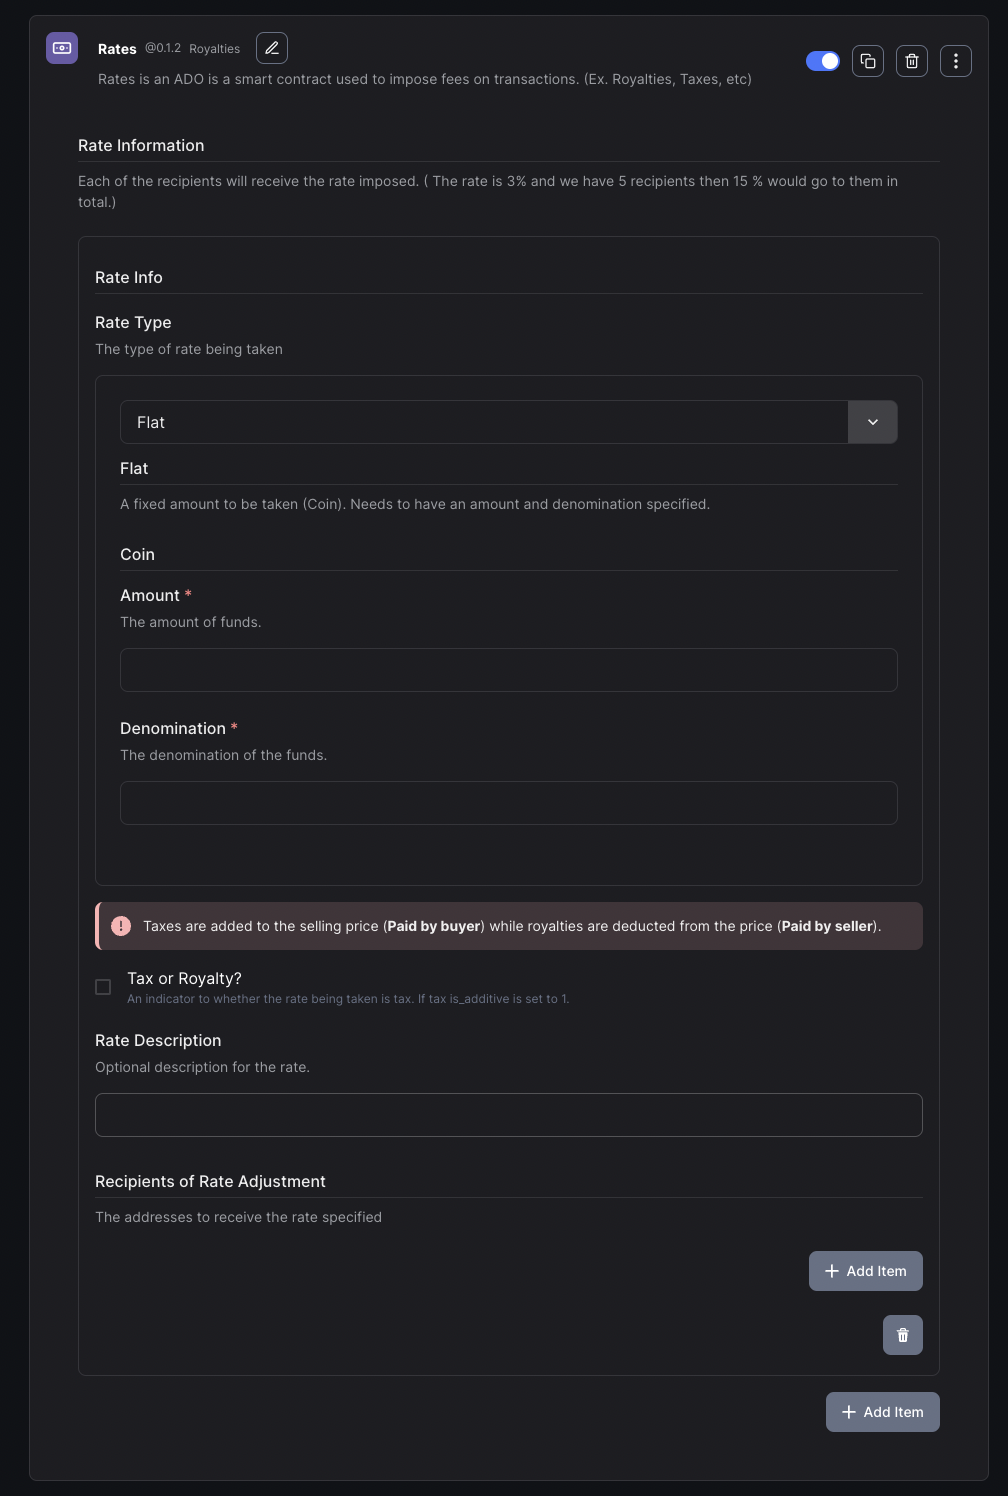 Rates @0.1.2 Royalties
Rates is an ADO is a smart contract used to impose fees on transactions. (Ex. Royalties, Taxes, etc)
Rate Information
Each of the recipients will receive the rate imposed. ( The rate is 3% and we have 5 recipients then 15 % would go to them in
total.)
Rate Info
Rate Type
The type of rate being taken
Flat
Flat
A fixed amount to be taken (Coin). Needs to have an amount and denomination specified.
Coin
Amount *
The amount of funds.
Denomination *
The denomination of the funds.
Taxes are added to the selling price (Paid by buyer) while royalties are deducted from the price (Paid by seller).
Tax or Royalty?
An indicator to whether the rate being taken is tax. If tax is_additive is set to 1.
Rate Description
Optional description for the rate.
Recipients of Rate Adjustment
The addresses to receive the rate specified
Add Item
Add Item